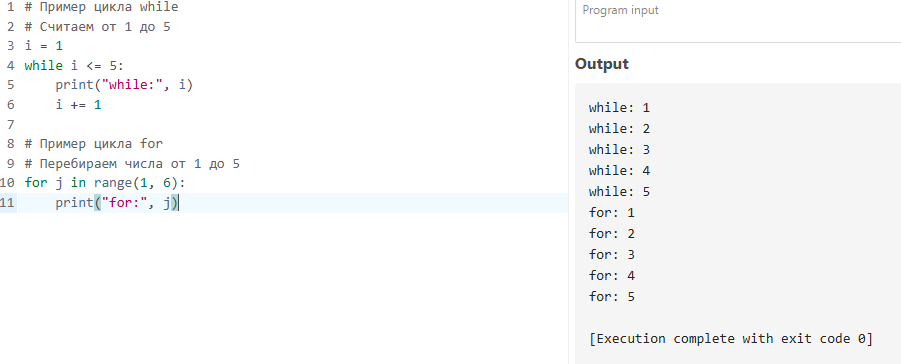 1 # Пример цикла while
2 # Считаем от 1 до 5
3 i = 1
4 while i <= 5:
5     print("while:", i)
6     i += 1
7
8 # Пример цикла for
9 # Перебираем числа от 1 до 5
10 for j in range(1, 6):
11     print("for:", j)
Program input
Output
while: 1
while: 2
while: 3
while: 4
while: 5
for: 1
for: 2
for: 3
for: 4
for: 5
[Execution complete with exit code 0]